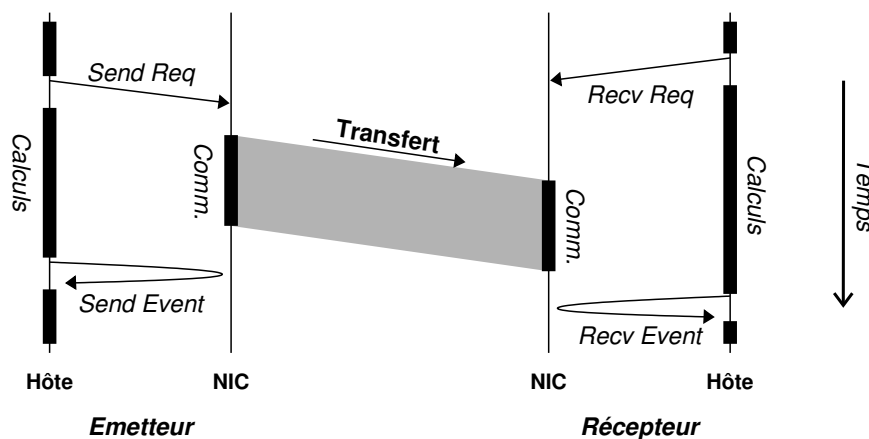 Send Req
Recv Req
Transfert
Calculs
Comm.
Comm.
Calculs
Temps
Send Event
Recv Event
Hôte
NIC
NIC
Hôte
Emetteur
Récepteur